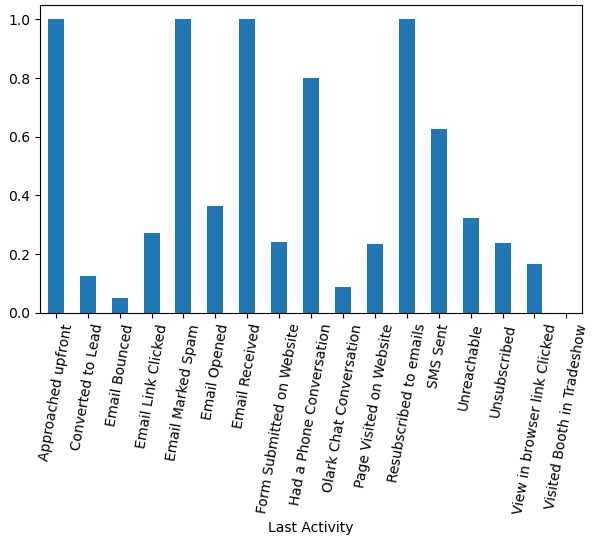 1.0
0.8
0.6
0.4
0.2
0.0
Approached upfront
Converted to Lead
Email Bounced
Email Link Clicked
Email Marked Spam
Email Opened
Email Received
Form Submitted on Website
Had a Phone Conversation
Olark Chat Conversation
Page Visited on Website
Resubscribed to emails
SMS Sent
Unreachable
Unsubscribed
View in browser link Clicked
Visited Booth in Tradeshow
Last Activity